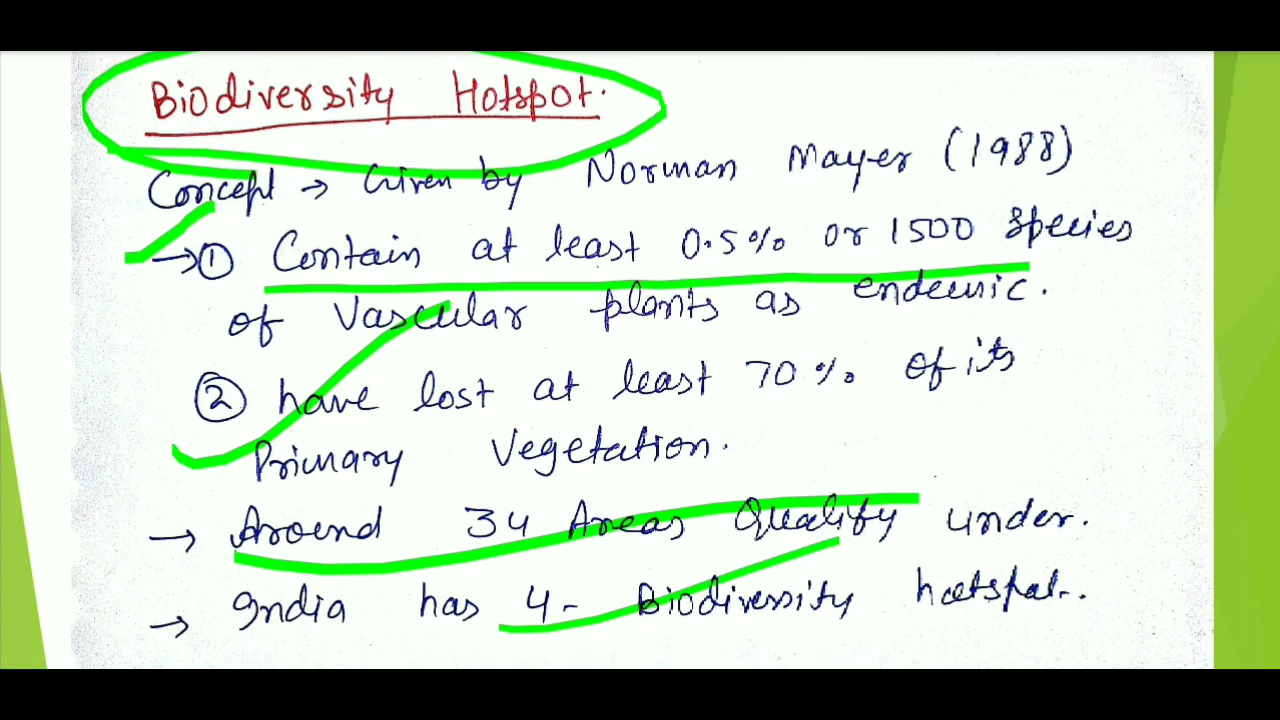 Biodiversity Hotspot.
Concept → Given by Norman Mayer (1988)
→ ① Contain at least 0.5% or 1500 species
of Vascular plants as endemic.
② have lost at least 70% of its
Primary Vegetation.
→ Around 34 Areas Qualify under.
→ India has 4- Biodiversity hotspot.